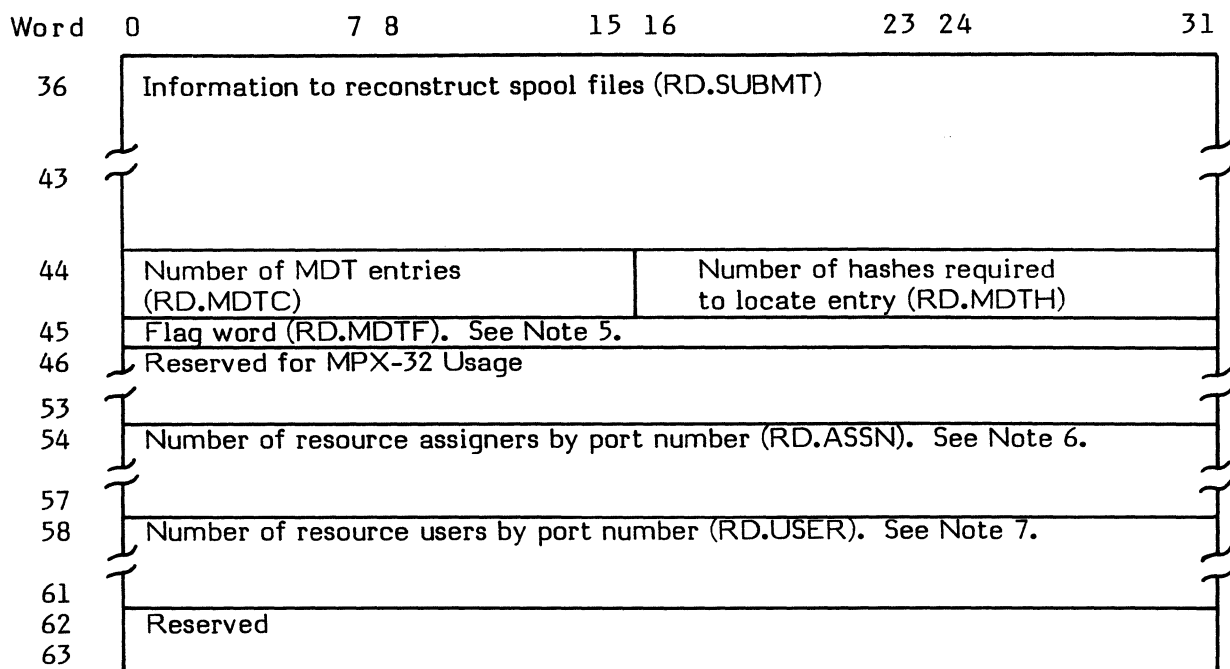 Word 0 7 8 15 16 23 24 31
36 Information to reconstruct spool files (RD.SUBMT)
43
44 Number of MDT entries Number of hashes required
(RD.MDTC) to locate entry (RD.MDTH)
45 Flag word (RD.MDTF). See Note 5.
46 Reserved for MPX-32 Usage
53
54 Number of resource assigners by port number (RD.ASSN). See Note 6.
57
58 Number of resource users by port number (RD.USER). See Note 7.
61
62 Reserved
63